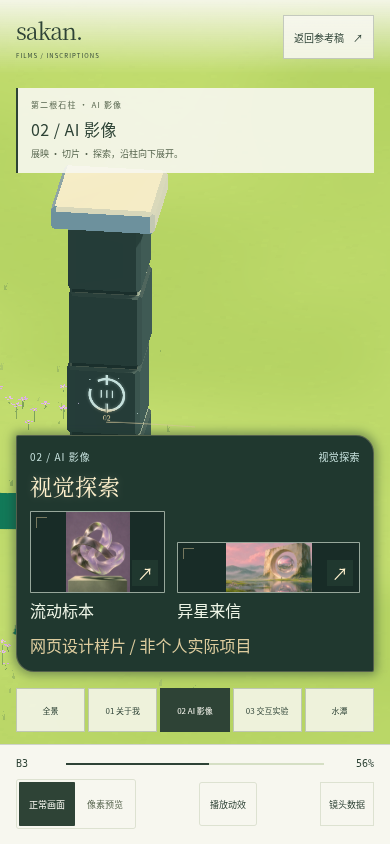 sakan.
FILMS / INSCRIPTIONS
返回参考稿 ↗
第二根石柱 · AI 影像
02 / AI 影像
展映 · 切片 · 探索，沿柱向下展开。
02
02 / AI 影像
视觉探索
视觉探索
↗
↗
流动标本
异星来信
网页设计样片 / 非个人实际项目
全景
01 关于我
02 AI 影像
03 交互实验
水潭
B3
56%
正常画面
像素预览
播放动效
镜头数据